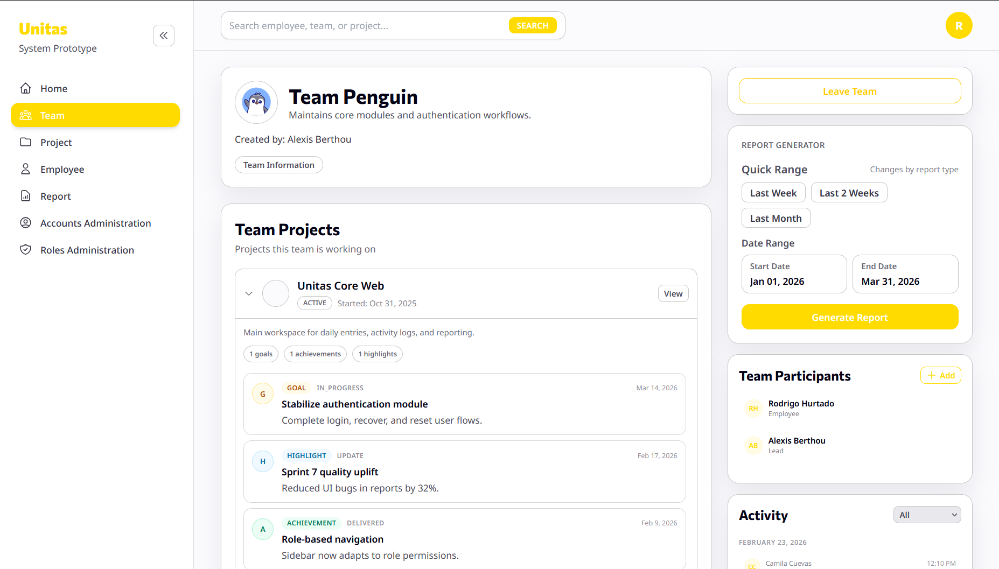 Unitas
System Prototype
Home
Team
Project
Employee
Report
Accounts Administration
Roles Administration
Search employee, team, or project...
SEARCH
R
Team Penguin
Maintains core modules and authentication workflows.
Created by: Alexis Berthou
Team Information
Team Projects
Projects this team is working on
Unitas Core Web
ACTIVE Started: Oct 31, 2025
View
Main workspace for daily entries, activity logs, and reporting.
1 goals 1 achievements 1 highlights
G
GOAL IN_PROGRESS Mar 14, 2026
Stabilize authentication module
Complete login, recover, and reset user flows.
H
HIGHLIGHT UPDATE Feb 17, 2026
Sprint 7 quality uplift
Reduced UI bugs in reports by 32%.
A
ACHIEVEMENT DELIVERED Feb 9, 2026
Role-based navigation
Sidebar now adapts to role permissions.
Leave Team
REPORT GENERATOR
Quick Range Changes by report type
Last Week Last 2 Weeks
Last Month
Date Range
Start Date End Date
Jan 01, 2026 Mar 31, 2026
Generate Report
Team Participants + Add
RH
Rodrigo Hurtado
Employee
AB
Alexis Berthou
Lead
Activity All
FEBRUARY 23, 2026
CC
Camila Cuevas 12:10 PM